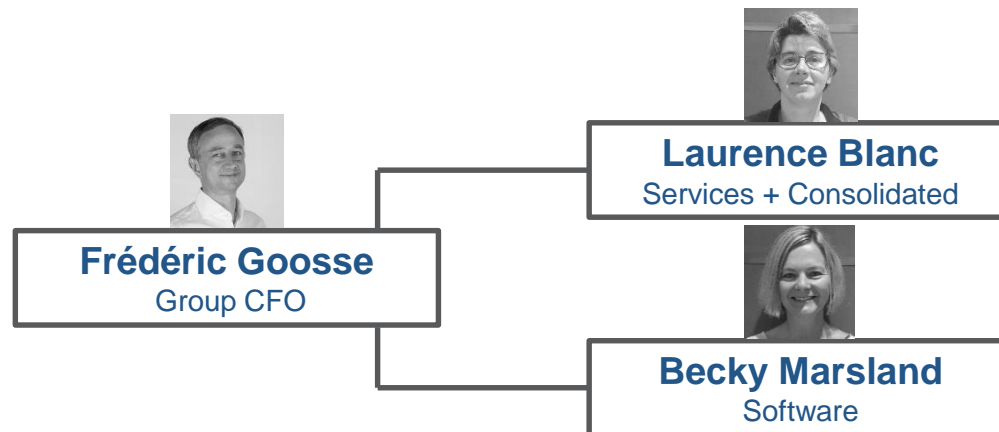 Frédéric Goosse
Group CFO
Laurence Blanc
Services + Consolidated
Becky Marsland
Software